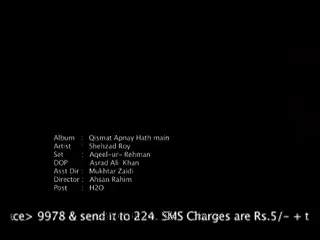 Album : Qismat Apnay Hath main
Artist : Shehzad Roy
Set : Aqeel-ur- Rehman
DOP : Asrad Ali Khan
Asst Dir : Mukhtar Zaidi
Director : Ahsan Rahim
Post : H2O
ce> 9978 & send it to 224. SMS Charges are Rs.5/- + t